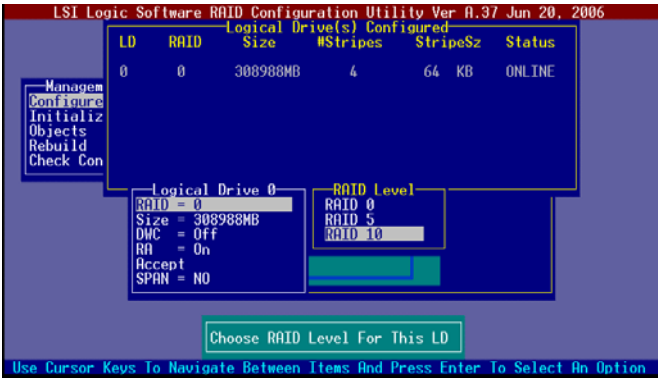 LSI Logic Software RAID Configuration Utility Ver A.37 Jun 20, 2006
Logical Drive(s) Configured
LD RAID Size #Stripes StripeSz Status
0 0 308988MB 4 64 KB ONLINE
Managem
Configure
Initializ
Objects
Rebuild
Check Con
Logical Drive 0
RAID = 0
Size = 308988MB
DWC = Off
RA = On
Accept
SPAN = NO
RAID Level
RAID 0
RAID 5
RAID 10
Choose RAID Level For This LD
Use Cursor Keys To Navigate Between Items And Press Enter To Select An Option